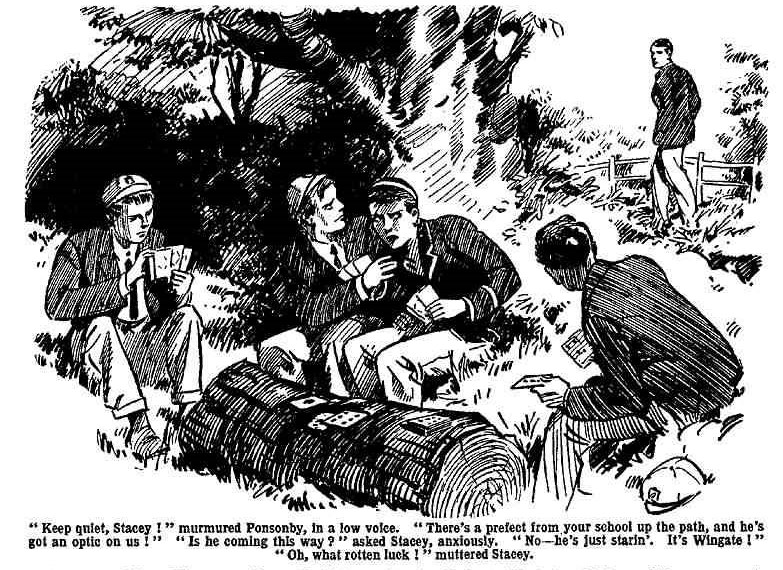 “ Keep quiet, Stacey ! ” murmured Ponsonby, in a low voice. “ There’s a prefect from your school up the path, and he’s
got an optic on us ! ” “ Is he coming this way ? ” asked Stacey, anxiously. “ No—he’s just starin’. It’s Wingate ! ”
“ Oh, what rotten luck ! ” muttered Stacey.